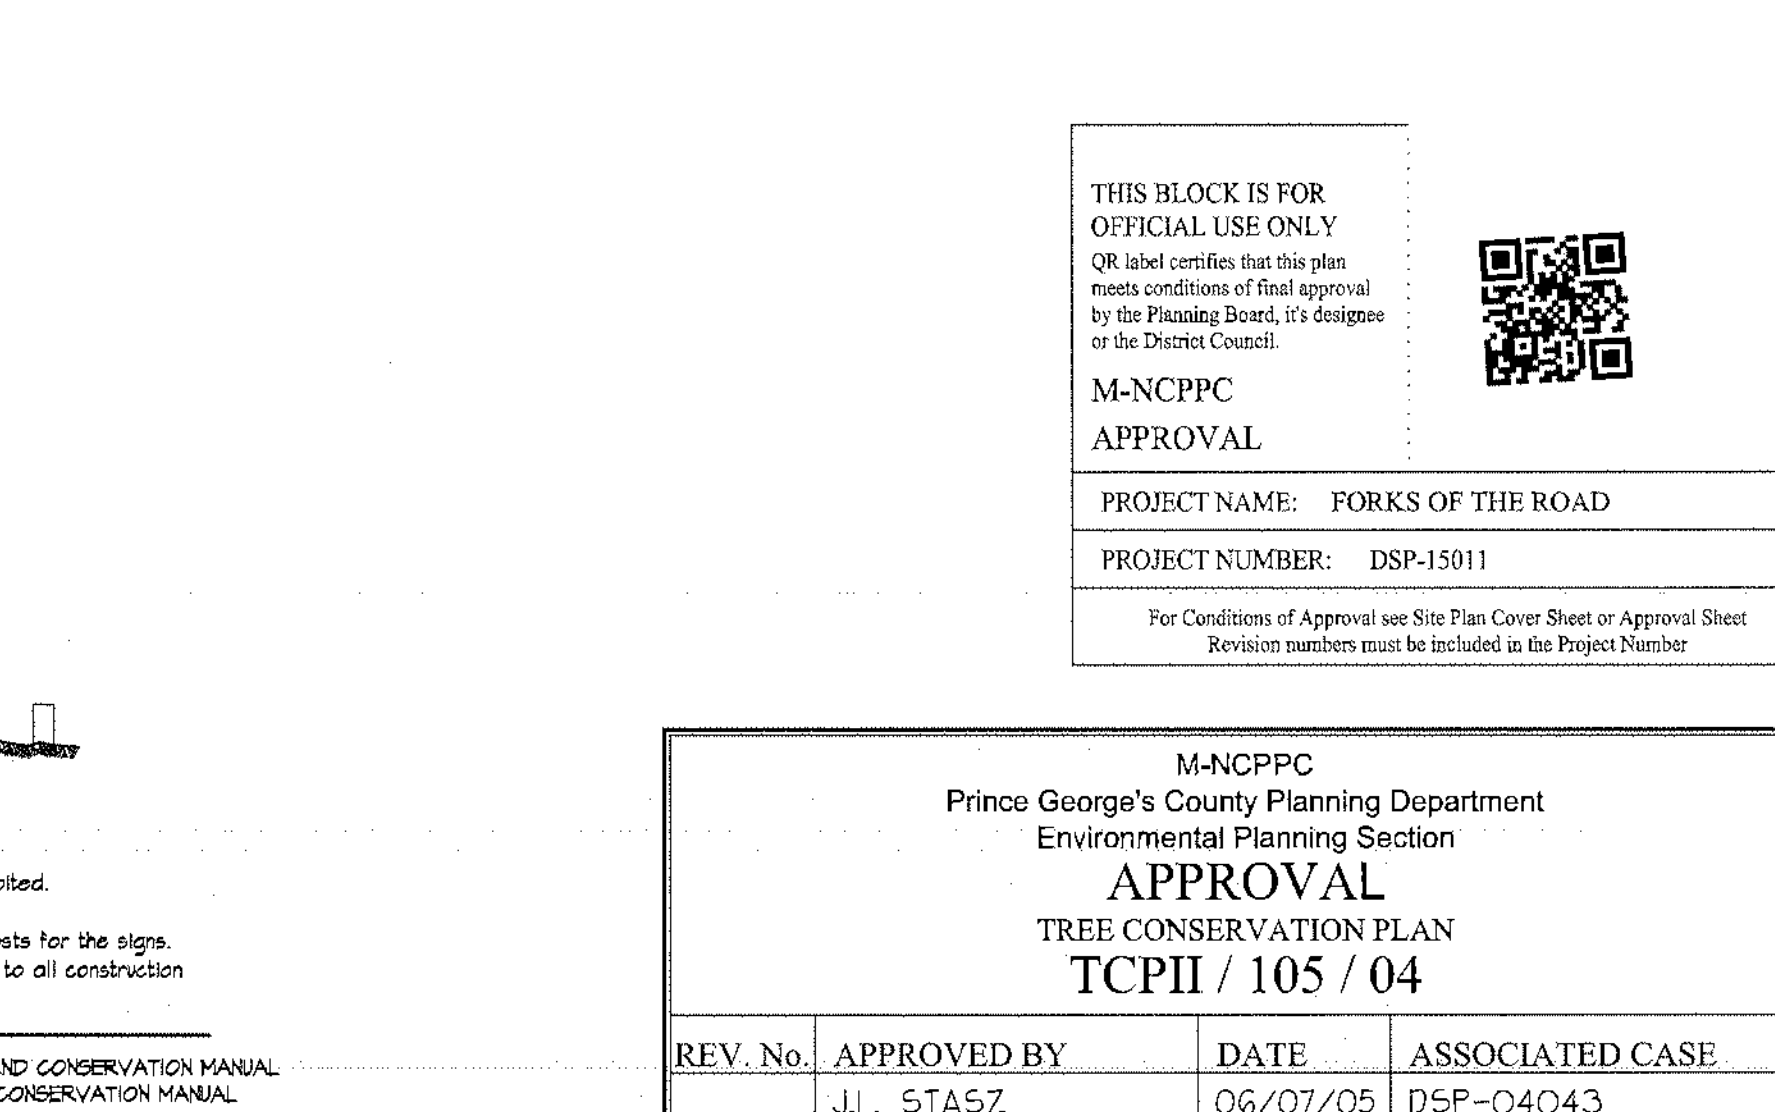 THIS BLOCK IS FOR
OFFICIAL USE ONLY
QR label certifies that this plan
meets conditions of final approval
by the Planning Board, it's designee
or the District Council.
M-NCPPC
APPROVAL
PROJECT NAME: FORKS OF THE ROAD
PROJECT NUMBER: DSP-15011
For Conditions of Approval see Site Plan Cover Sheet or Approval Sheet
Revision numbers must be included in the Project Number
M-NCPPC
Prince George's County Planning Department
Environmental Planning Section
APPROVAL
TREE CONSERVATION PLAN
TCPII / 105 / 04
REV. No. APPROVED BY DATE ASSOCIATED CASE
J.L. STASZ 06/07/05 DSP-04043
for the signs.
to all construction
CONSERVATION MANUAL
CONSERVATION MANUAL